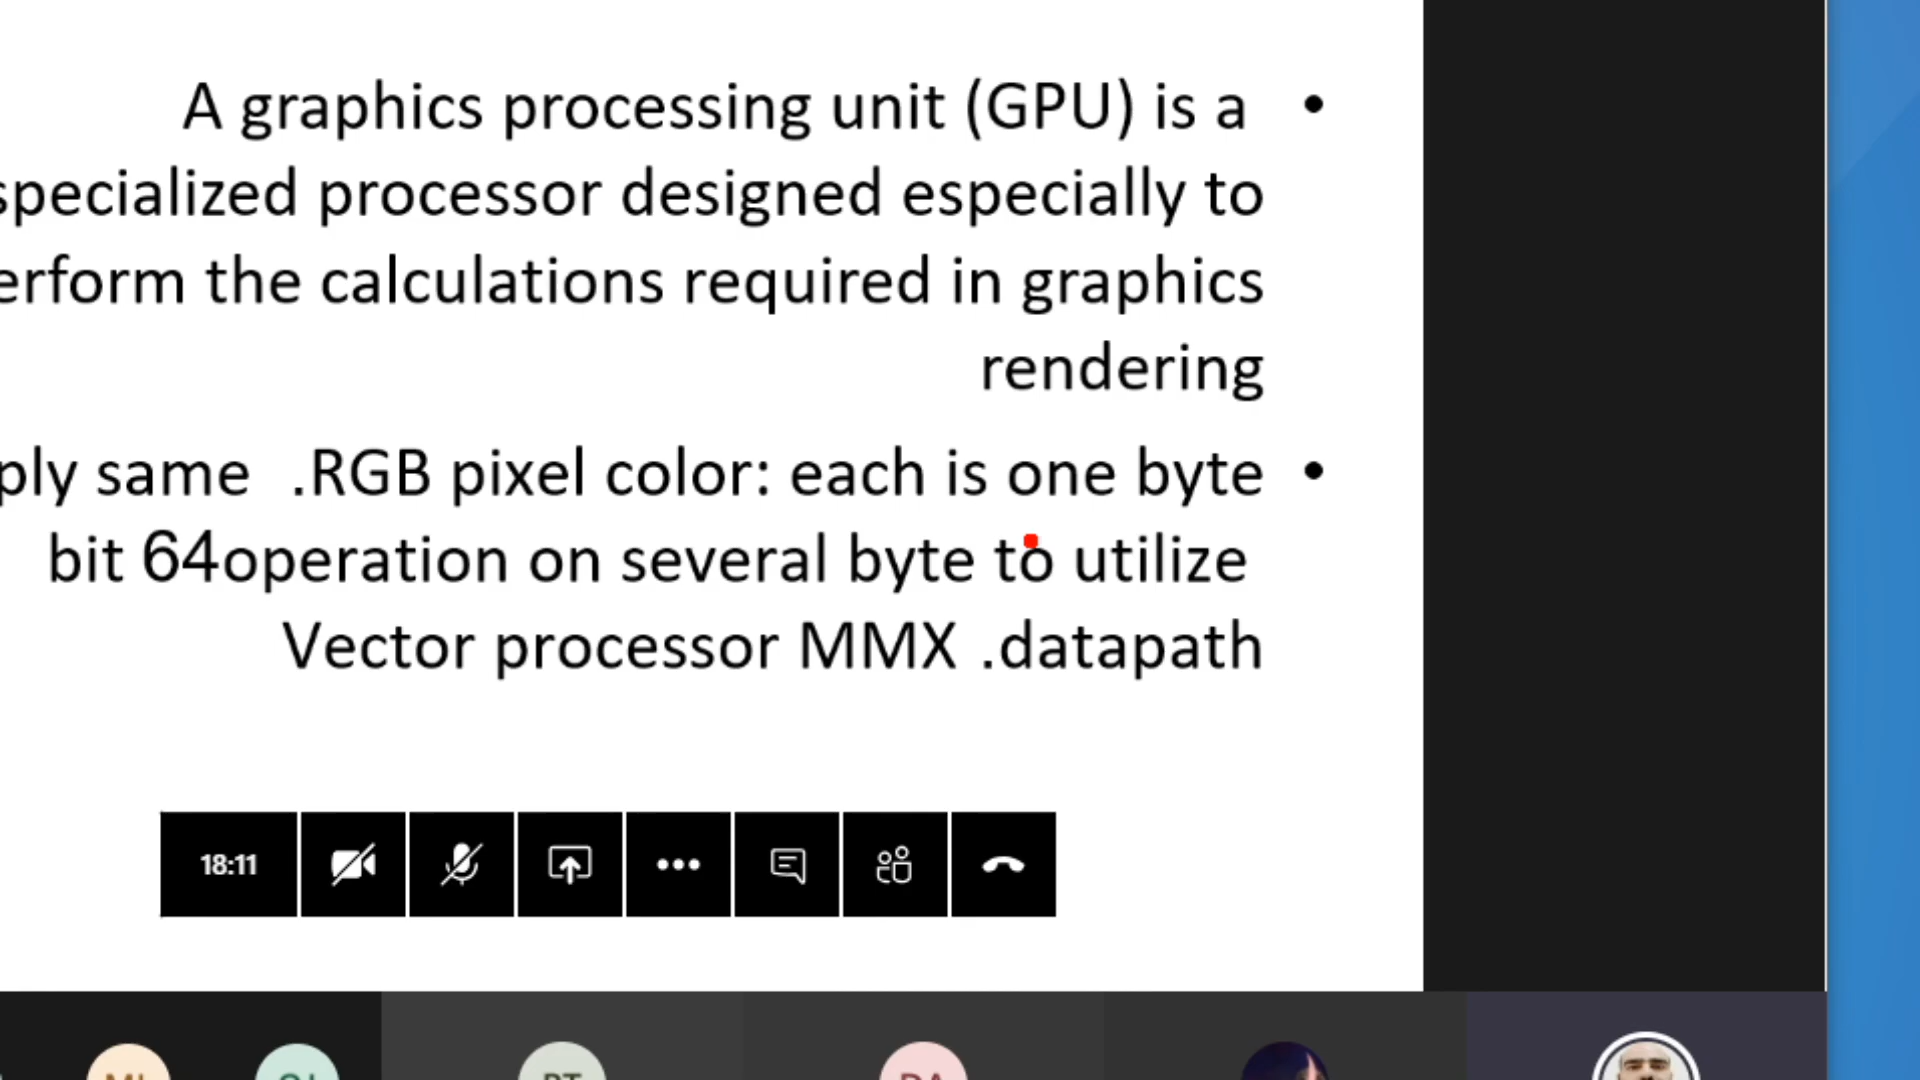 A graphics processing unit (GPU) is a •
specialized processor designed especially to
erform the calculations required in graphics
rendering
ply same .RGB pixel color: each is one byte •
bit 64operation on several byte to utilize
Vector processor MMX .datapath
18:11